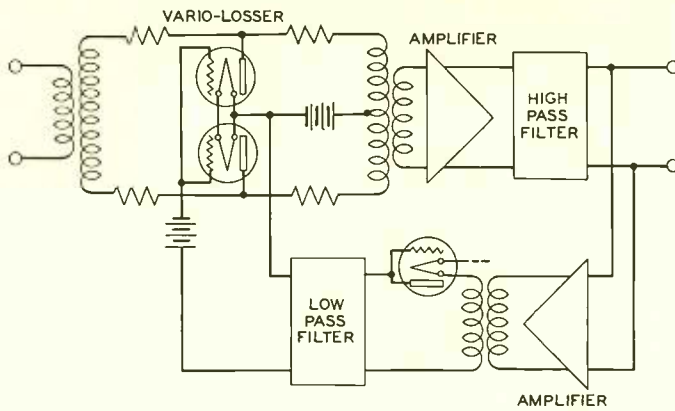 VARIO-LOSSER
AMPLIFIER
HIGH
PASS
FILTER
LOW
PASS
FILTER
AMPLIFIER